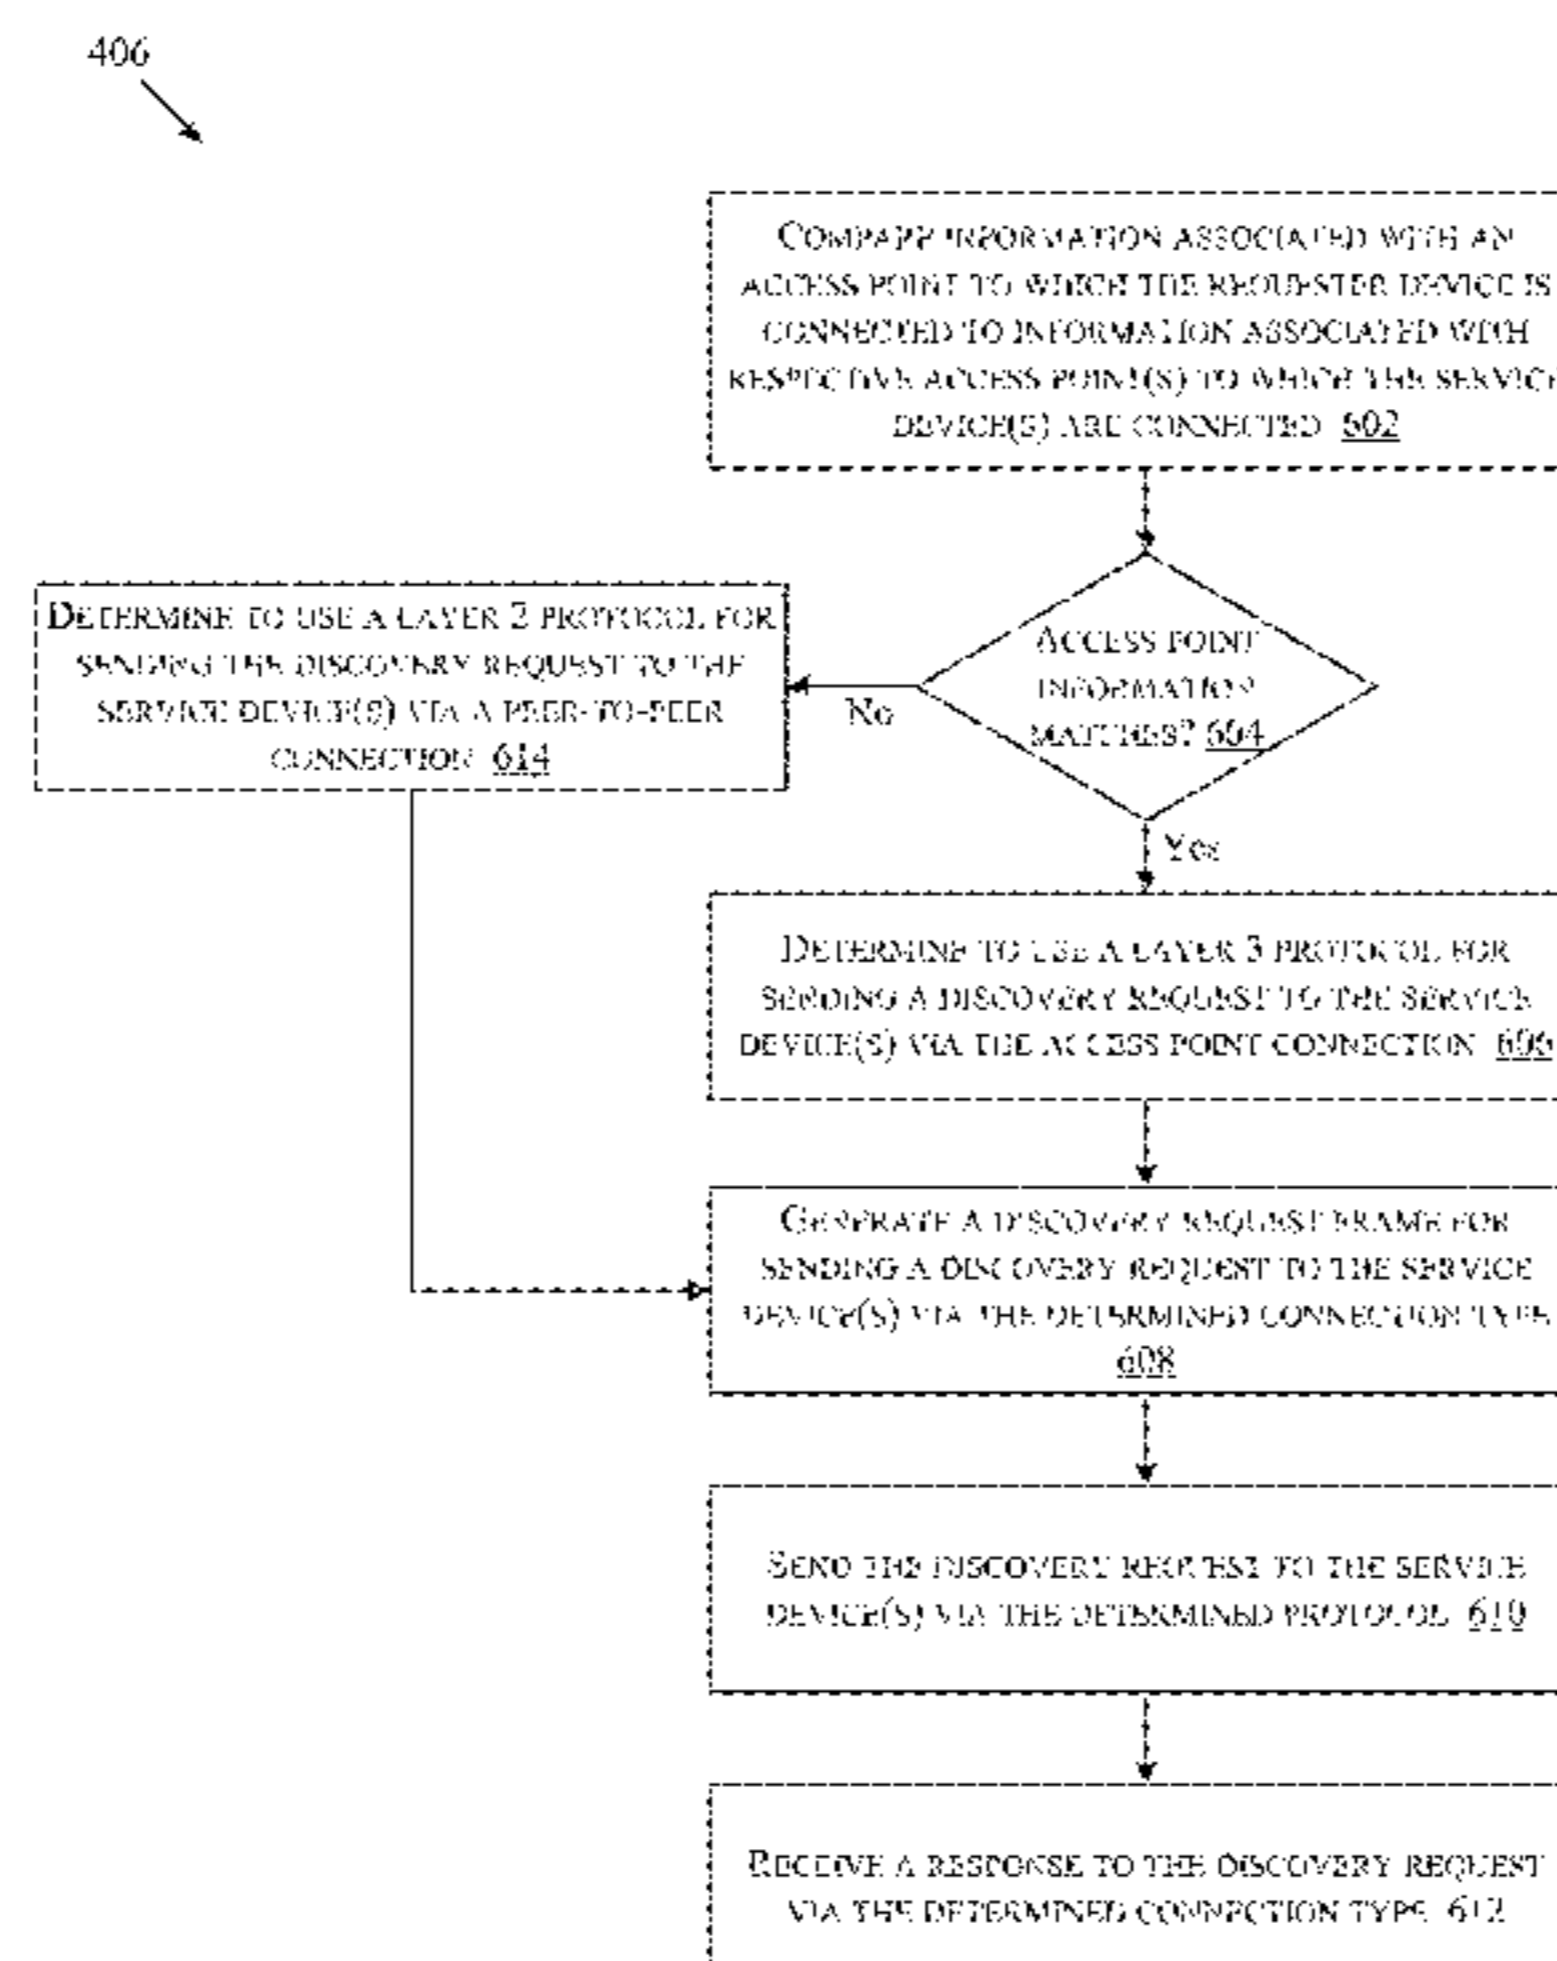 406
COMPARE INFORMATION ASSOCIATED WITH AN
ACCESS POINT TO WHICH THE REQUESTER DEVICE IS
CONNECTED TO INFORMATION ASSOCIATED WITH
RESPECTIVE ACCESS POINT(S) TO WHICH THE SERVICE
DEVICE(S) ARE CONNECTED 602
ACCESS POINT
INFORMATION
MATCHES? 604
No
DETERMINE TO USE A LAYER 2 PROTOCOL FOR
SENDING THE DISCOVERY REQUEST TO THE
SERVICE DEVICE(S) VIA A PEER-TO-PEER
CONNECTION 614
Yes
DETERMINE TO USE A LAYER 3 PROTOCOL FOR
SENDING A DISCOVERY REQUEST TO THE SERVICE
DEVICE(S) VIA THE ACCESS POINT CONNECTION 606
GENERATE A DISCOVERY REQUEST FRAME FOR
SENDING A DISCOVERY REQUEST TO THE SERVICE
DEVICE(S) VIA THE DETERMINED CONNECTION TYPE
608
SEND THE DISCOVERY REQUEST TO THE SERVICE
DEVICE(S) VIA THE DETERMINED PROTOCOL 610
RECEIVE A RESPONSE TO THE DISCOVERY REQUEST
VIA THE DETERMINED CONNECTION TYPE 612